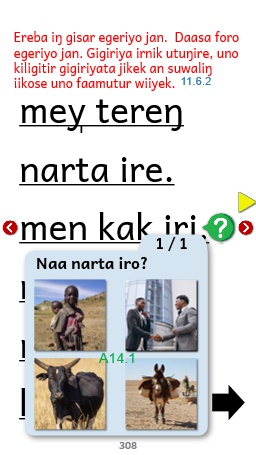 Ereba iŋ gisar egeriyo jan. Daasa foro
egeriyo jan. Gigiriya irnik utuŋire, uno
kiligitir gigiriyata jikek an suwaliŋ
iikose uno faamutur wiiyek. 11.6.2
mey tereŋ
narta ire.
men kak iri.
?
1 / 1
Naa narta iro?
A14.1
308